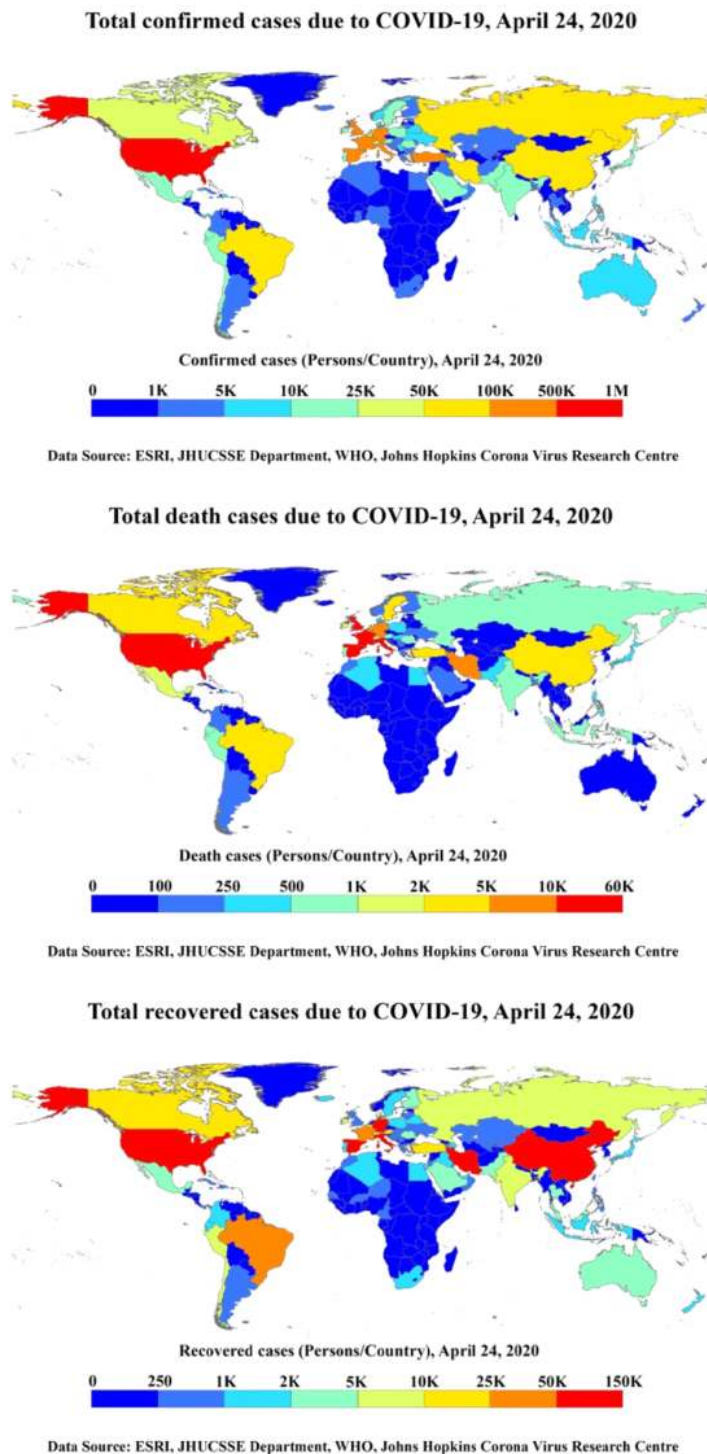 Total confirmed cases due to COVID-19, April 24, 2020
Confirmed cases (Persons/Country), April 24, 2020
0 1K 5K 10K 25K 50K 100K 500K 1M
Data Source: ESRI, JHUCSSE Department, WHO, Johns Hopkins Corona Virus Research Centre
Total death cases due to COVID-19, April 24, 2020
Death cases (Persons/Country), April 24, 2020
0 100 250 500 1K 2K 5K 10K 60K
Data Source: ESRI, JHUCSSE Department, WHO, Johns Hopkins Corona Virus Research Centre
Total recovered cases due to COVID-19, April 24, 2020
Recovered cases (Persons/Country), April 24, 2020
0 250 1K 2K 5K 10K 25K 50K 150K
Data Source: ESRI, JHUCSSE Department, WHO, Johns Hopkins Corona Virus Research Centre